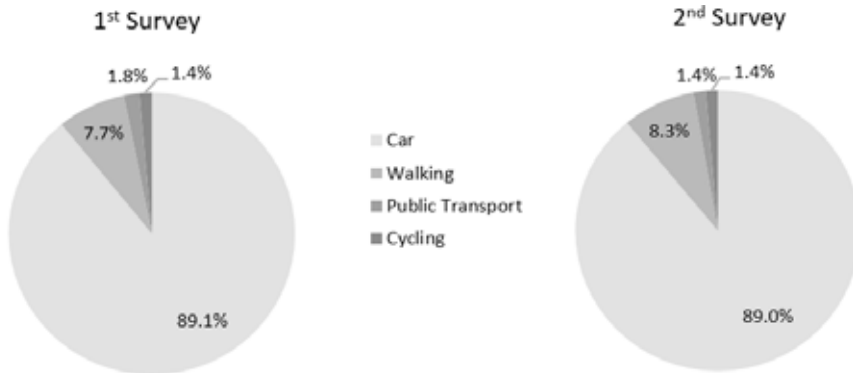 1st Survey
1.8%
1.4%
7.7%
89.1%
Car
Walking
Public Transport
Cycling
2nd Survey
1.4%
1.4%
8.3%
89.0%